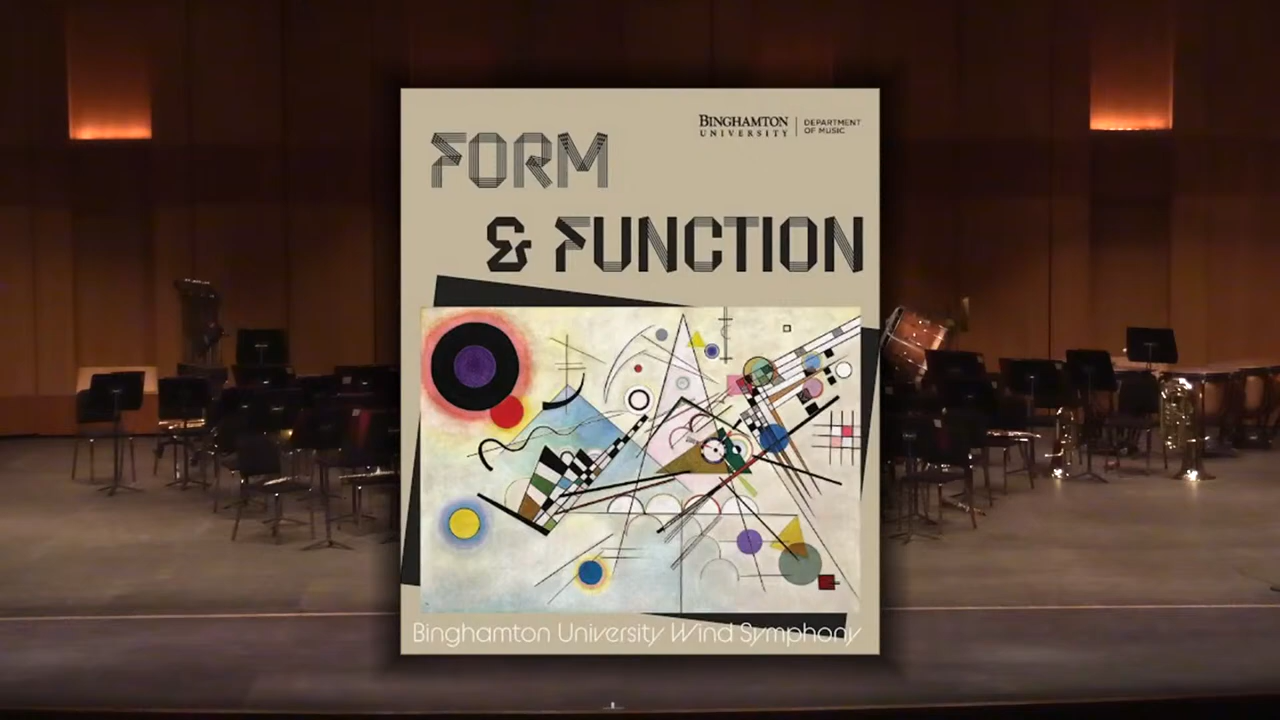 BINGHAMTON
UNIVERSITY
DEPARTMENT
OF MUSIC
FORM
& FUNCTION
Binghamton University Wind Symphony